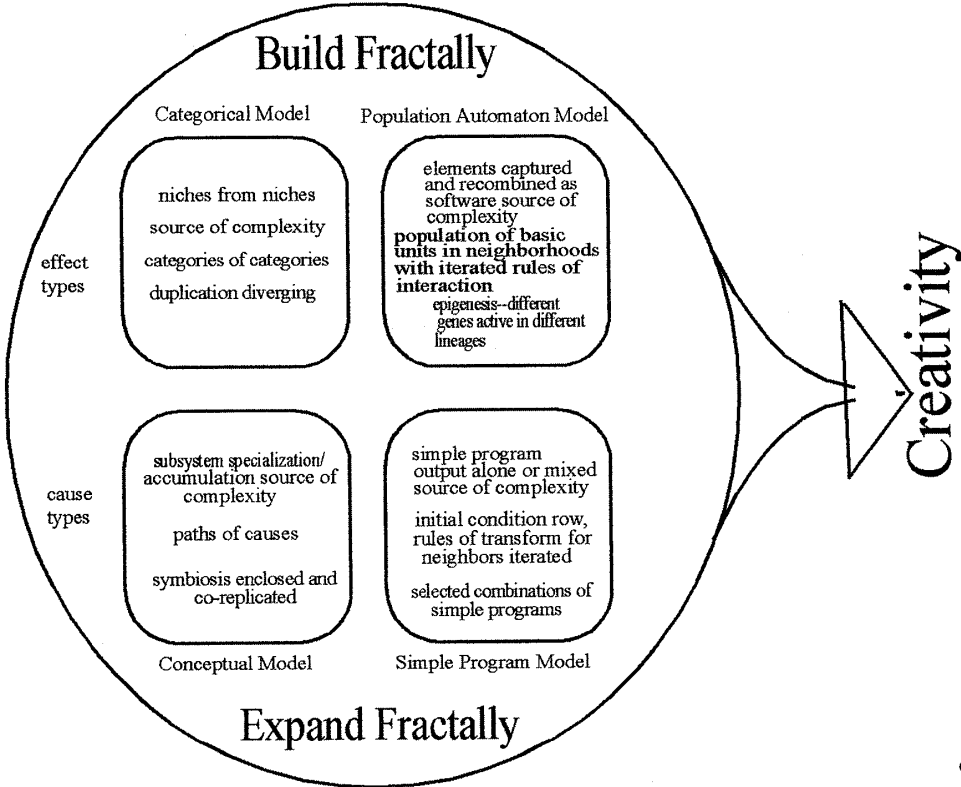 Build Fractally
Categorical Model
Population Automaton Model
effect
types
niches from niches
source of complexity
categories of categories
duplication diverging
elements captured
and recombined as
software source of
complexity
population of basic
units in neighborhoods
with iterated rules of
interaction
epigenesis--different
genes active in different
lineages
cause
types
subsystem specialization/
accumulation source of
complexity
paths of causes
symbiosis enclosed and
co-replicated
simple program
output alone or mixed
source of complexity
initial condition row,
rules of transform for
neighbors iterated
selected combinations of
simple programs
Conceptual Model
Simple Program Model
Expand Fractally
Creativity